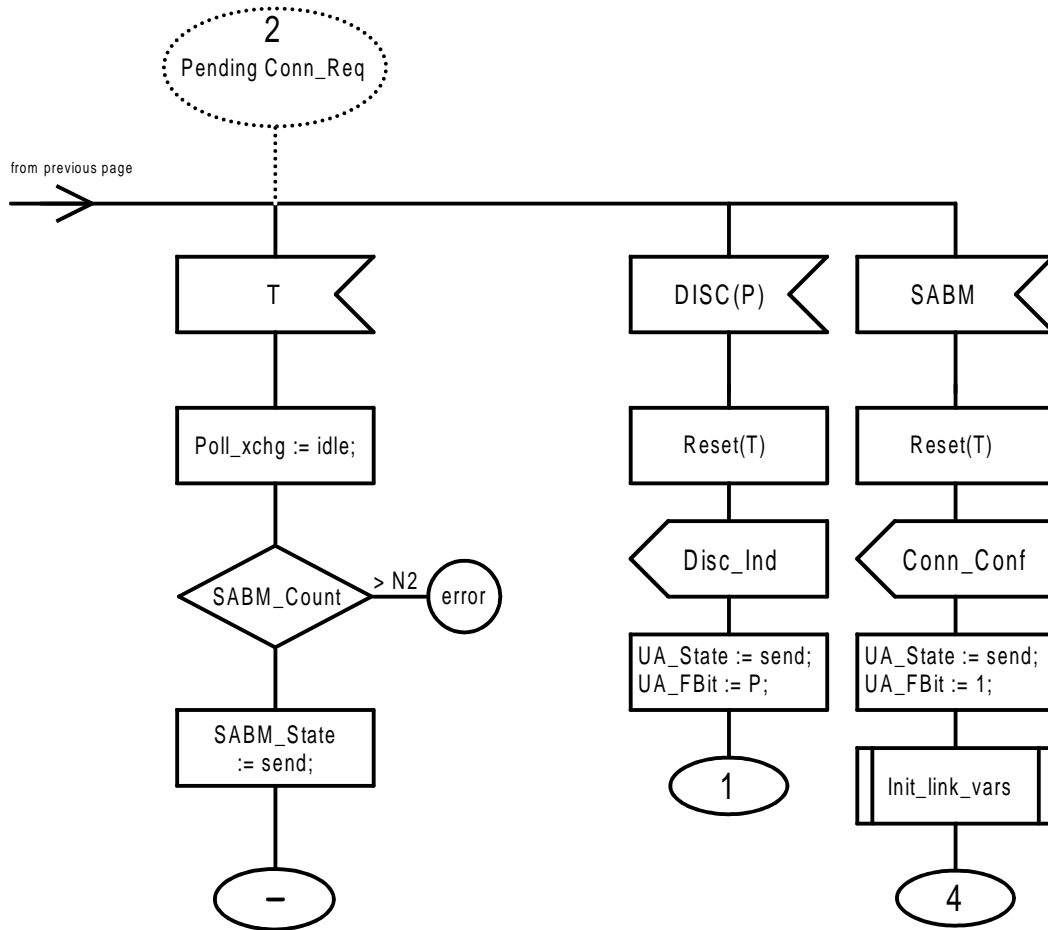 2
Pending Conn_Req
from previous page
T
DISC(P)
SABM
Poll_xchg := idle;
Reset(T)
Reset(T)
SABM_Count
> N2
error
Disc_Ind
Conn_Conf
UA_State := send;
UA_FBit := P;
UA_State := send;
UA_FBit := 1;
SABM_State
:= send;
1
Init_link_vars
–
4